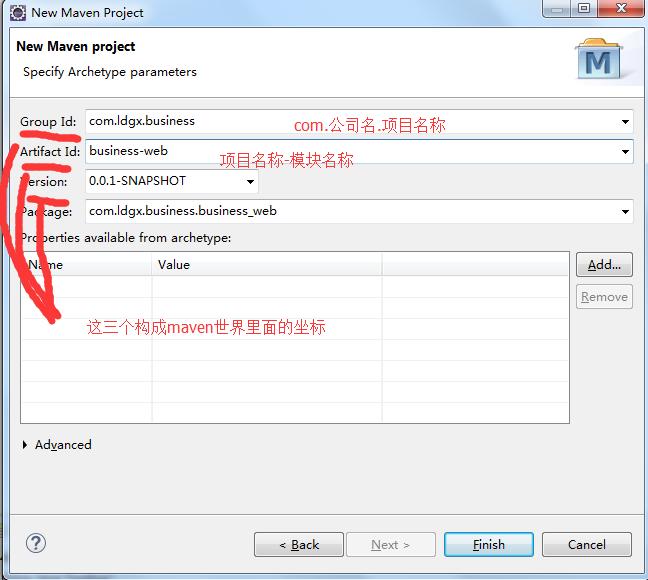 New Maven Project
New Maven project
Specify Archetype parameters
M
Group Id: com.ldgx.business com.公司名.项目名称
Artifact Id: business-web 项目名称-模块名称
Version: 0.0.1-SNAPSHOT
Package: com.ldgx.business.business_web
Properties available from archetype:
Name Value
Add...
Remove
这三个构成maven世界里面的坐标
Advanced
? < Back Next > Finish Cancel